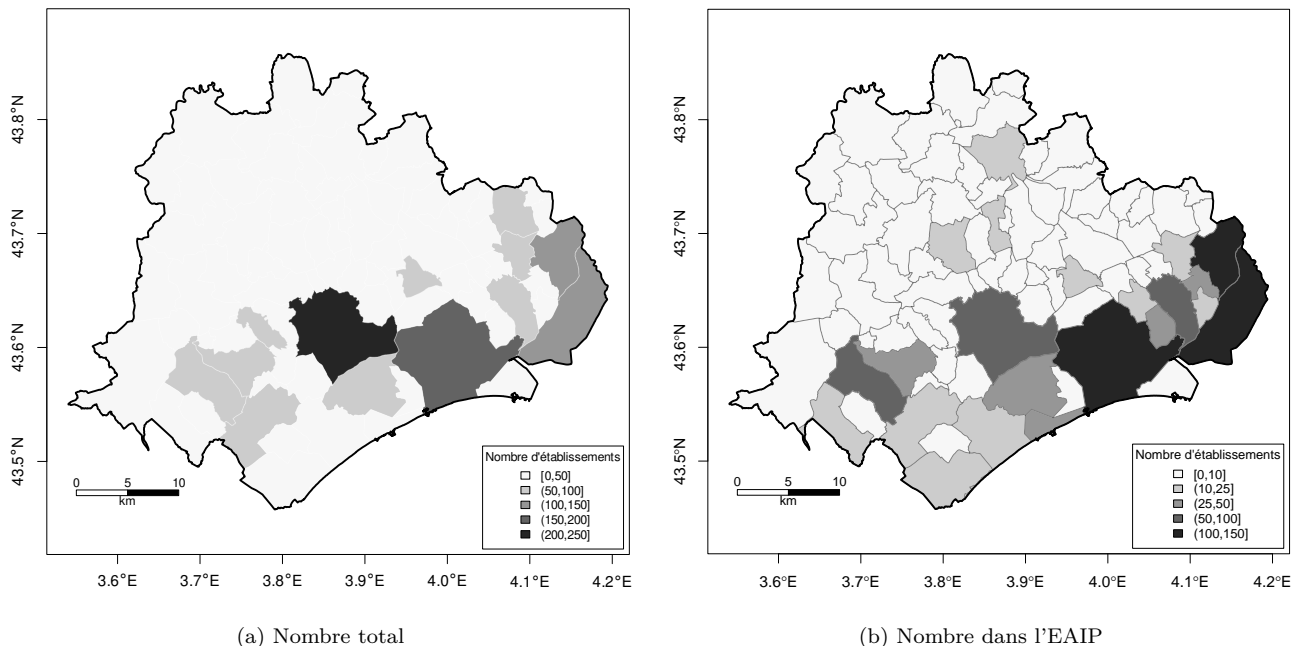 43.8°N
43.7°N
43.6°N
43.5°N
3.6°E 3.7°E 3.8°E 3.9°E 4.0°E 4.1°E 4.2°E
0 5 10
km
Nombre d'établissements
[0,50]
(50,100]
(100,150]
(150,200]
(200,250]
(a) Nombre total
43.8°N
43.7°N
43.6°N
43.5°N
3.6°E 3.7°E 3.8°E 3.9°E 4.0°E 4.1°E 4.2°E
0 5 10
km
Nombre d'établissements
[0,10]
(10,25]
(25,50]
(50,100]
(100,150]
(b) Nombre dans l'EAIP